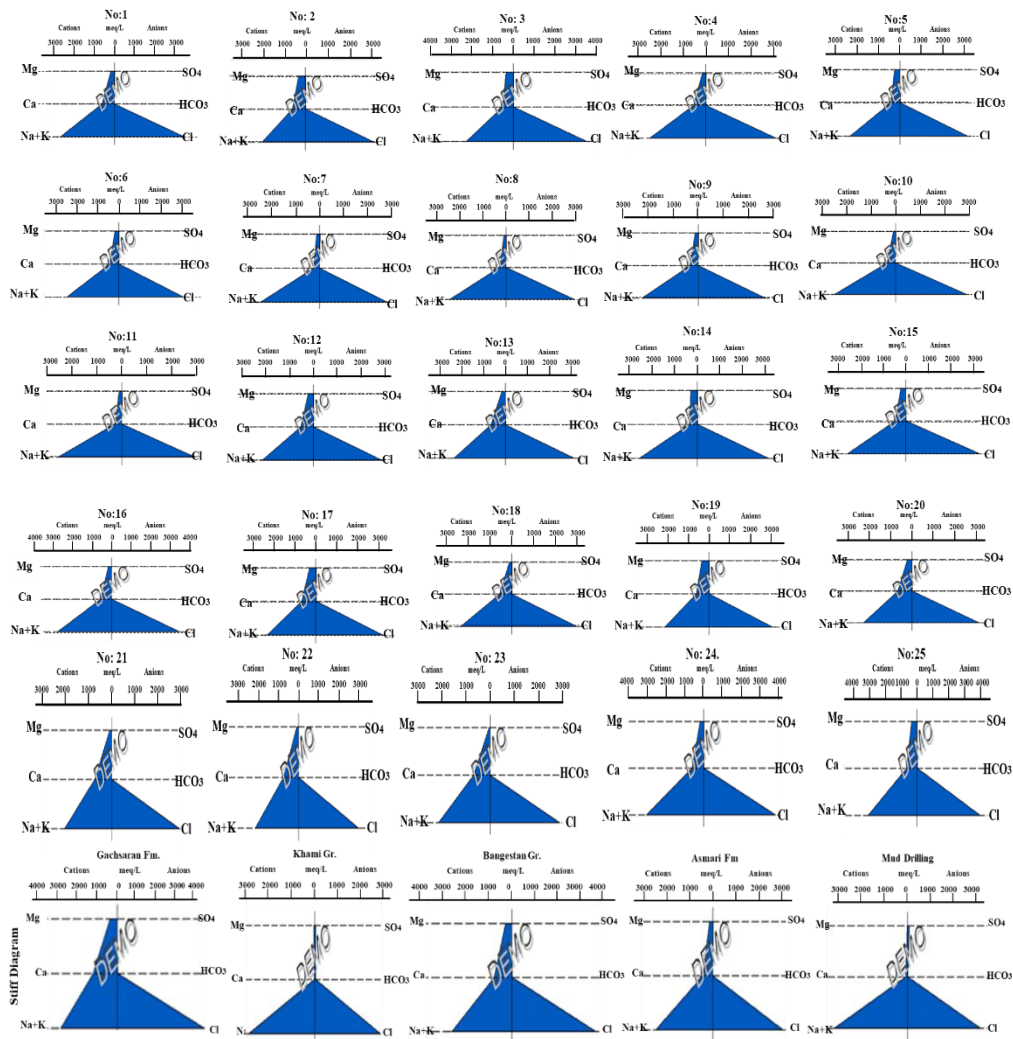 No:1
Cations meq/L Anions
3000 2000 1000 0 1000 2000 3000
Mg SO4
Ca HCO3
Na+K Cl
DEMO
No: 2
Cations meq/L Anions
3000 2000 1000 0 1000 2000 3000
Mg SO4
Ca HCO3
Na+K Cl
DEMO
No: 3
Cations meq/L Anions
4000 3000 2000 1000 0 1000 2000 3000 4000
Mg SO4
Ca HCO3
Na+K Cl
DEMO
No:4
Cations meq/L Anions
3000 2000 1000 0 1000 2000 3000
Mg SO4
Ca HCO3
Na+K Cl
DEMO
No:5
Cations meq/L Anions
3000 2000 1000 0 1000 2000 3000
Mg SO4
Ca HCO3
Na+K Cl
DEMO
No:6
Cations meq/L Anions
3000 2000 1000 0 1000 2000 3000
Mg SO4
Ca HCO3
Na+K Cl
DEMO
No:7
Cations meq/L Anions
3000 2000 1000 0 1000 2000 3000
Mg SO4
Ca HCO3
Na+K Cl
DEMO
No:8
Cations meq/L Anions
3000 2000 1000 0 1000 2000 3000
Mg SO4
Ca HCO3
Na+K Cl
DEMO
No:9
Cations meq/L Anions
3000 2000 1000 0 1000 2000 3000
Mg SO4
Ca HCO3
Na+K Cl
DEMO
No:10
Cations meq/L Anions
3000 2000 1000 0 1000 2000 3000
Mg SO4
Ca HCO3
Na+K Cl
DEMO
No:11
Cations meq/L Anions
3000 2000 1000 0 1000 2000 3000
Mg SO4
Ca HCO3
Na+K Cl
DEMO
No:12
Cations meq/L Anions
3000 2000 1000 0 1000 2000 3000
Mg SO4
Ca HCO3
Na+K Cl
DEMO
No:13
Cations meq/L Anions
3000 2000 1000 0 1000 2000 3000
Mg SO4
Ca HCO3
Na+K Cl
DEMO
No:14
Cations meq/L Anions
3000 2000 1000 0 1000 2000 3000
Mg SO4
Ca HCO3
Na+K Cl
DEMO
No:15
Cations meq/L Anions
3000 2000 1000 0 1000 2000 3000
Mg SO4
Ca HCO3
Na+K Cl
DEMO
No:16
Cations meq/L Anions
4000 3000 2000 1000 0 1000 2000 3000 4000
Mg SO4
Ca HCO3
Na+K Cl
DEMO
No: 17
Cations meq/L Anions
3000 2000 1000 0 1000 2000 3000
Mg SO4
Ca HCO3
Na+K Cl
DEMO
No:18
Cations meq/L Anions
3000 2000 1000 0 1000 2000 3000
Mg SO4
Ca HCO3
Na+K Cl
DEMO
No:19
Cations meq/L Anions
3000 2000 1000 0 1000 2000 3000
Mg SO4
Ca HCO3
Na+K Cl
DEMO
No:20
Cations meq/L Anions
3000 2000 1000 0 1000 2000 3000
Mg SO4
Ca HCO3
Na+K Cl
DEMO
No: 21
Cations meq/L Anions
3000 2000 1000 0 1000 2000 3000
Mg SO4
Ca HCO3
Na+K Cl
DEMO
No: 22
Cations meq/L Anions
3000 2000 1000 0 1000 2000 3000
Mg SO4
Ca HCO3
Na+K Cl
DEMO
No: 23
Cations meq/L Anions
3000 2000 1000 0 1000 2000 3000
Mg SO4
Ca HCO3
Na+K Cl
DEMO
No: 24.
Cations meq/L Anions
4000 3000 2000 1000 0 1000 2000 3000 4000
Mg SO4
Ca HCO3
Na+K Cl
DEMO
No:25
Cations meq/L Anions
4000 3000 2000 1000 0 1000 2000 3000 4000
Mg SO4
Ca HCO3
Na+K Cl
DEMO
Stiff Diagram
Gachsaran Fm.
Cations meq/L Anions
4000 3000 2000 1000 0 1000 2000 3000 4000
Mg SO4
Ca HCO3
Na+K Cl
DEMO
Khami Gr.
Cations meq/L Anions
3000 2000 1000 0 1000 2000 3000
Mg SO4
Ca HCO3
N: Cl
DEMO
Bangestan Gr.
Cations meq/L Anions
4000 3000 2000 1000 0 1000 2000 3000 4000
Mg SO4
Ca HCO3
Na+K Cl
DEMO
Asmari Fm
Cations meq/L Anions
3000 2000 1000 0 1000 2000 3000
Mg SO4
Ca HCO3
Na+K Cl
DEMO
Mud Drilling
Cations meq/L Anions
3000 2000 1000 0 1000 2000 3000
Mg SO4
Ca HCO3
Na+K Cl
DEMO